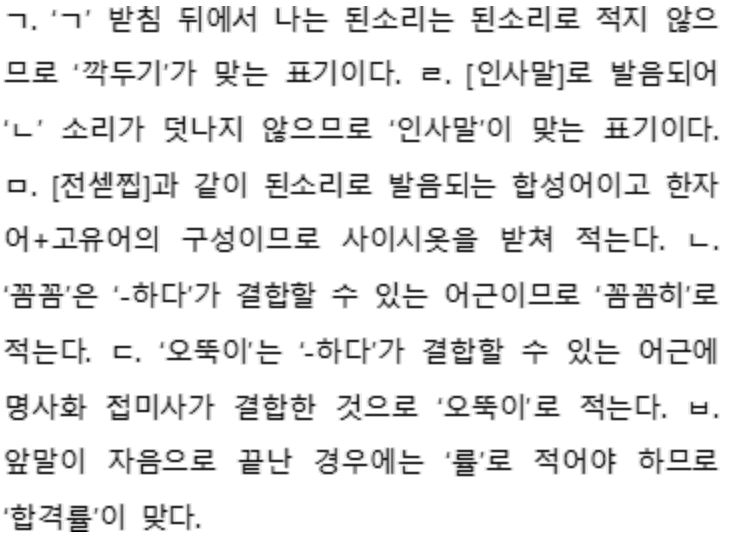 ㄱ. ‘ㄱ’ 받침 뒤에서 나는 된소리는 된소리로 적지 않으
므로 ‘깍두기’가 맞는 표기이다. ㄹ. [인사말]로 발음되어
‘ㄴ’ 소리가 덧나지 않으므로 ‘인사말’이 맞는 표기이다.
ㅁ. [전셷찝]과 같이 된소리로 발음되는 합성어이고 한자
어+고유어의 구성이므로 사이시옷을 받쳐 적는다. ㄴ.
‘꼼꼼’은 ‘-하다’가 결합할 수 있는 어근이므로 ‘꼼꼼히’로
적는다. ㄷ. ‘오뚝이’는 ‘-하다’가 결합할 수 있는 어근에
명사화 접미사가 결합한 것으로 ‘오뚝이’로 적는다. ㅂ.
앞말이 자음으로 끝난 경우에는 ‘률’로 적어야 하므로
‘합격률’이 맞다.